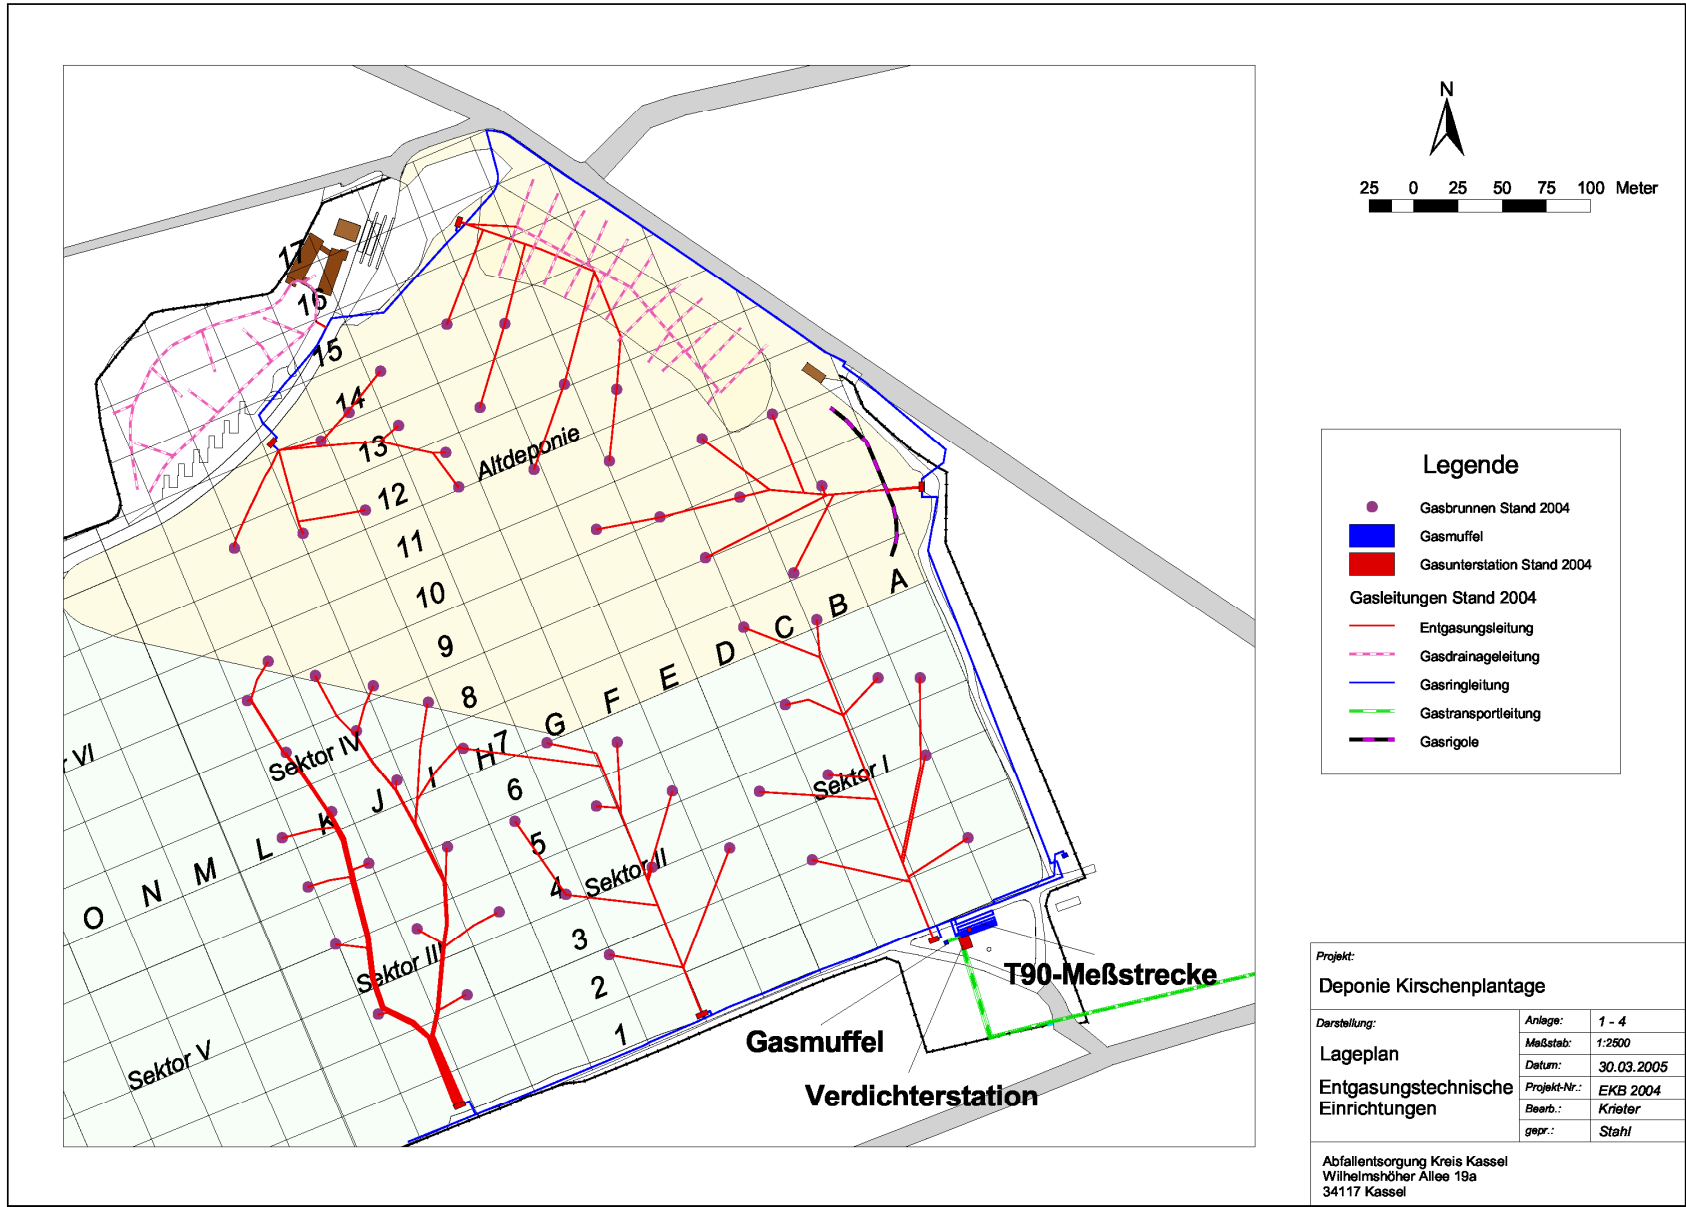 N
25 0 25 50 75 100 Meter
17
16
15
14
13
12
11
10
9
8
7
6
5
4
3
2
1
A
B
C
D
E
F
G
H
I
J
K
L
M
N
O
Altdeponie
Sektor I
Sektor II
Sektor III
Sektor IV
Sektor V
r VI
T90-Meßstrecke
Gasmuffel
Verdichterstation
Legende
Gasbrunnen Stand 2004
Gasmuffel
Gasunterstation Stand 2004
Gasleitungen Stand 2004
Entgasungsleitung
Gasdrainageleitung
Gasringleitung
Gastransportleitung
Gasrigole
Projekt:
Deponie Kirschenplantage
Darstellung:
Lageplan
Entgasungstechnische
Einrichtungen
Anlage: 1 - 4
Maßstab: 1:2500
Datum: 30.03.2005
Projekt-Nr.: EKB 2004
Bearb.: Krieter
gepr.: Stahl
Abfallentsorgung Kreis Kassel
Wilhelmshöher Allee 19a
34117 Kassel